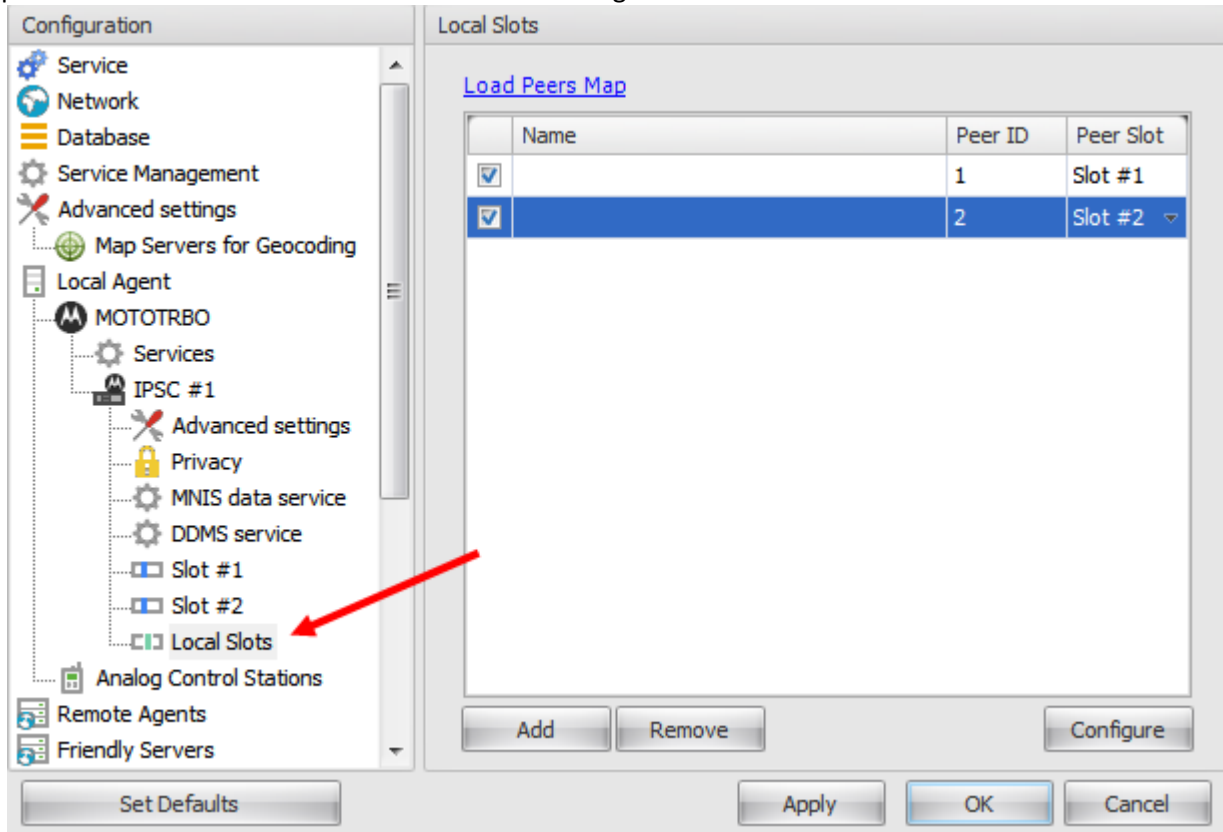 Configuration
Service
Network
Database
Service Management
Advanced settings
Map Servers for Geocoding
Local Agent
MOTOTRBO
Services
IPSC #1
Advanced settings
Privacy
MNIS data service
DDMS service
Slot #1
Slot #2
Local Slots
Analog Control Stations
Remote Agents
Friendly Servers
Set Defaults
Local Slots
Load Peers Map
Name Peer ID Peer Slot
1 Slot #1
2 Slot #2
Add Remove Configure
Apply OK Cancel